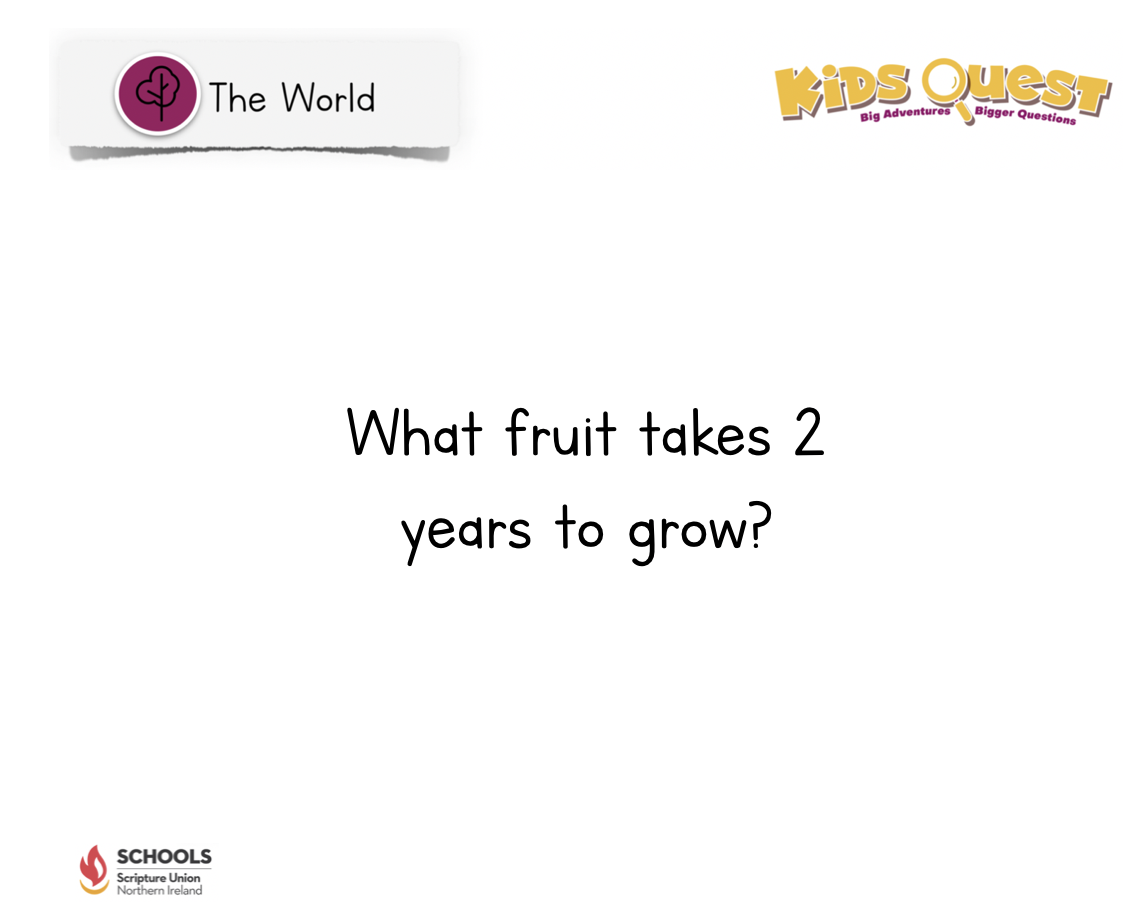 The World
KiDS QUEST
Big Adventures Bigger Questions
What fruit takes 2
years to grow?
SCHOOLS
Scripture Union
Northern Ireland